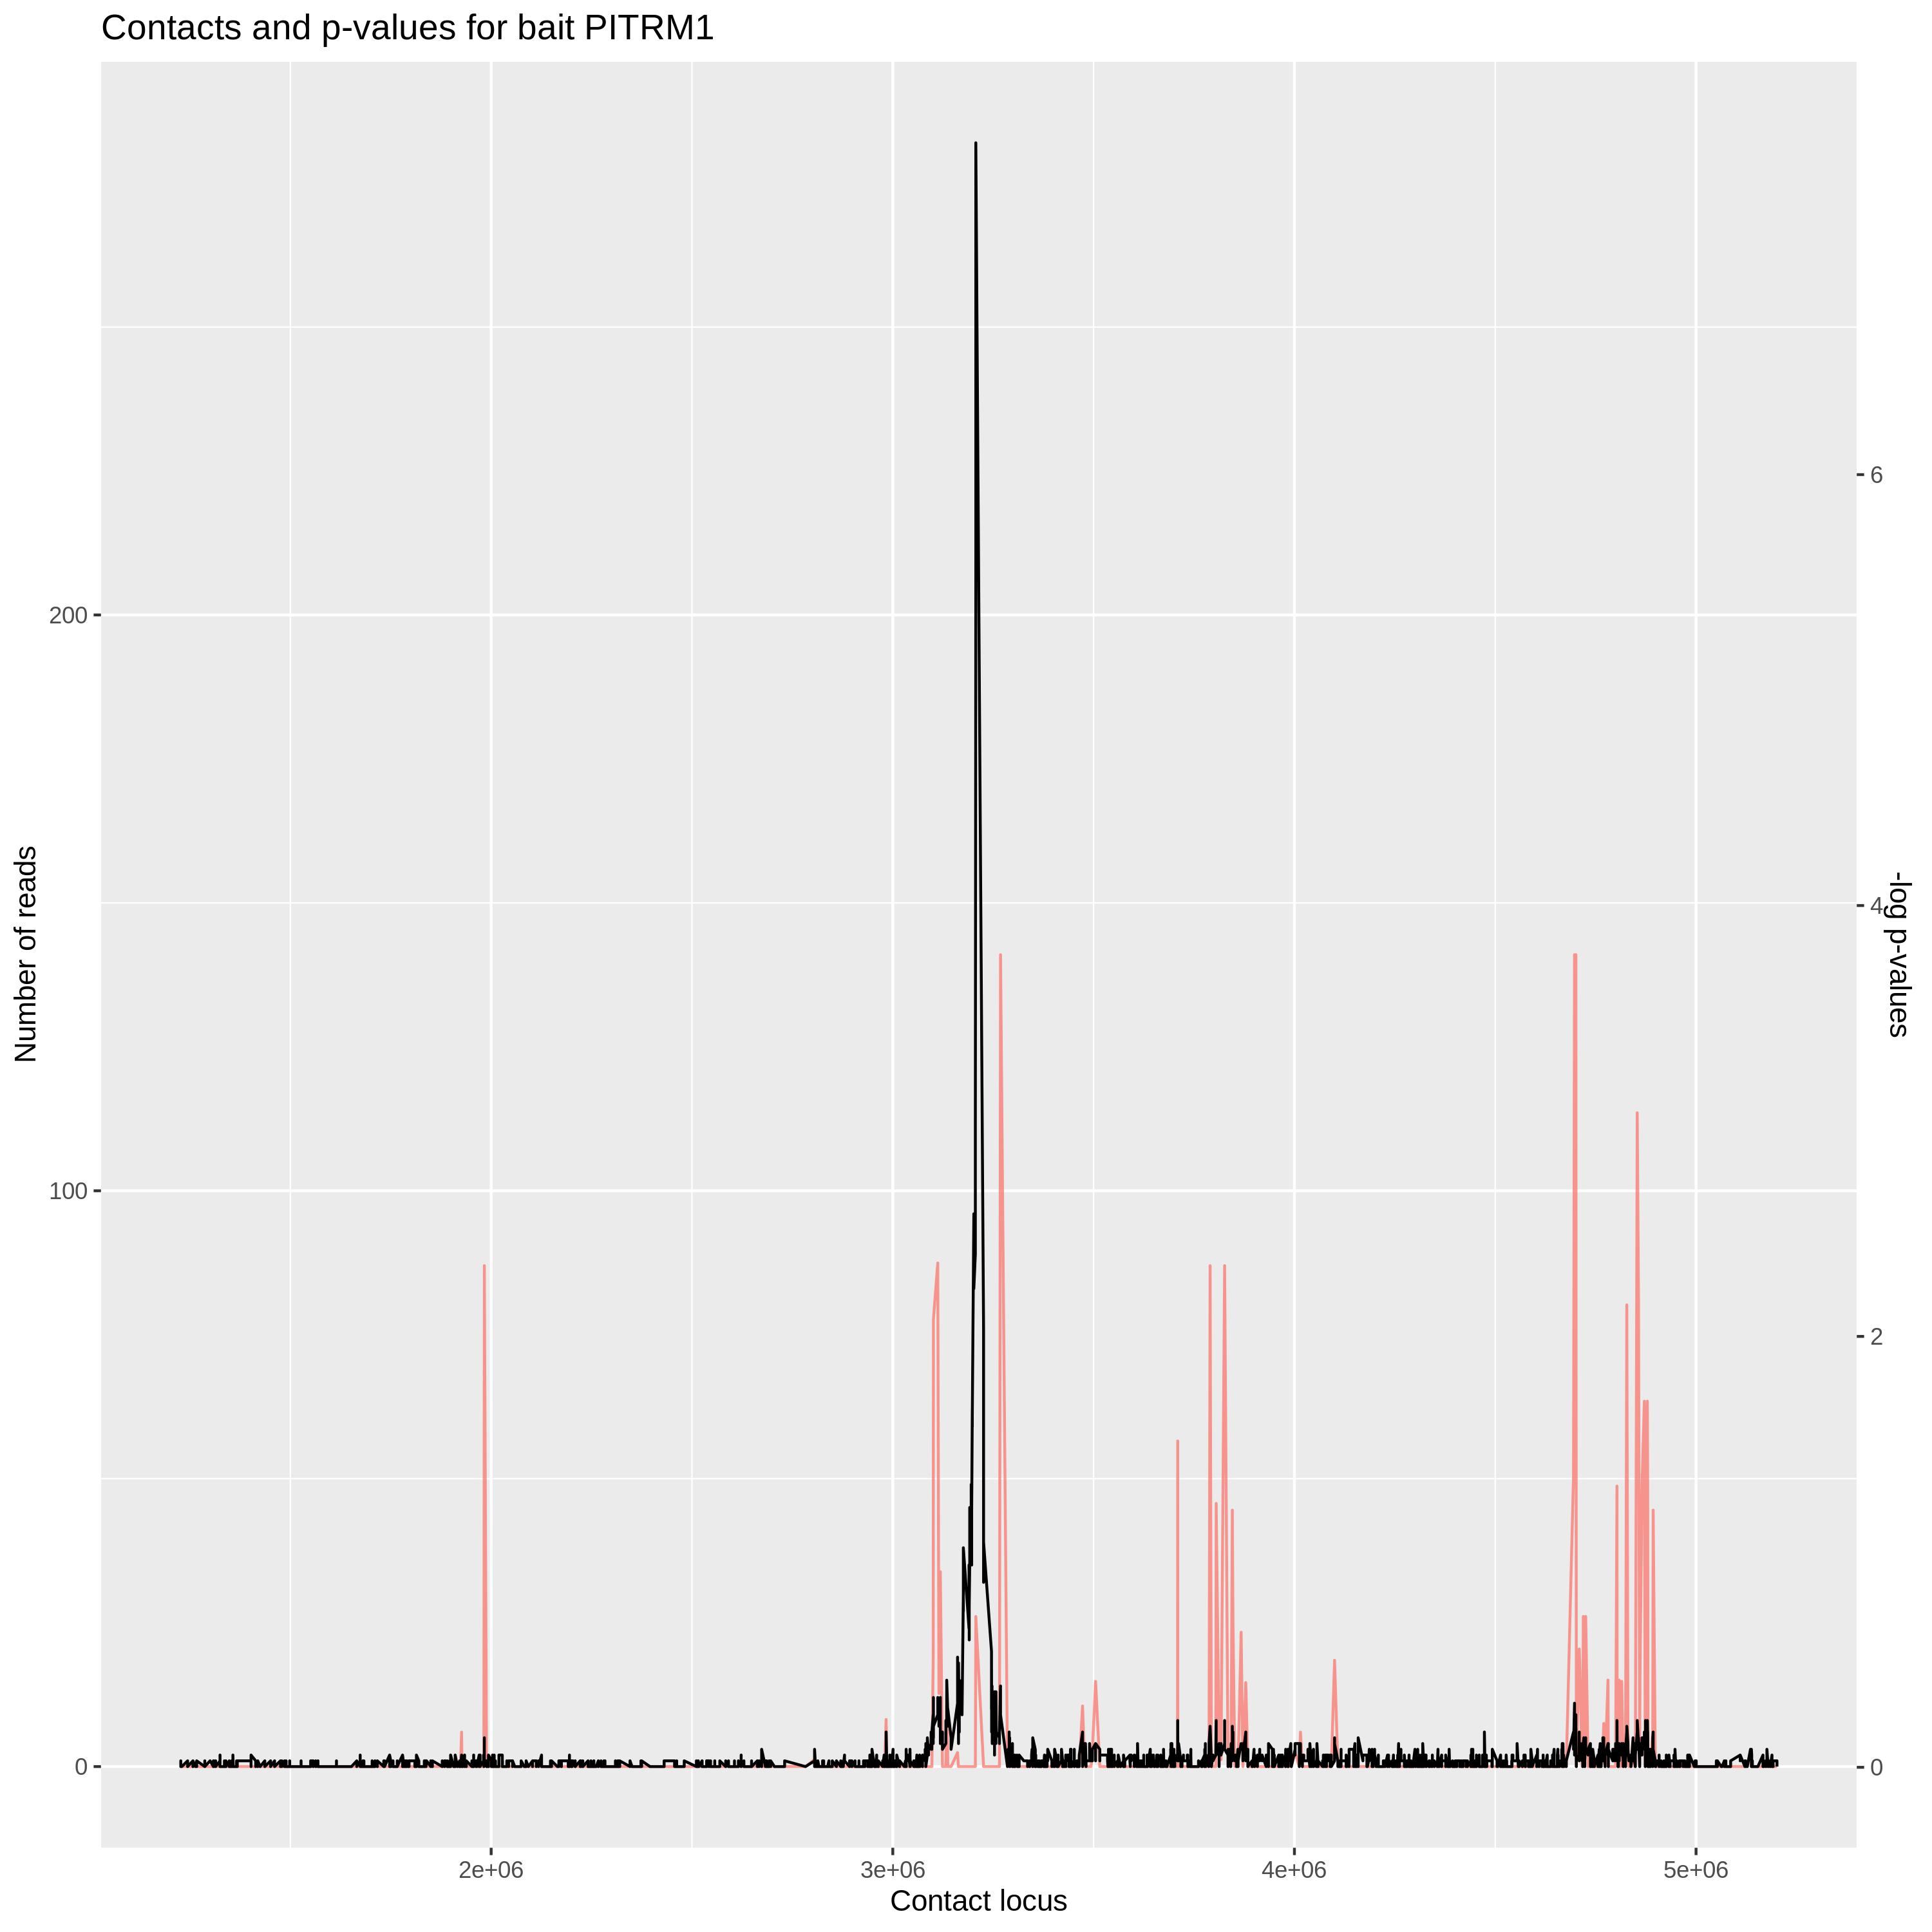 Contacts and p-values for bait PITRM1
Number of reads
200
100
0
6
4
2
0
-log p-values
2e+06
3e+06
4e+06
5e+06
Contact locus